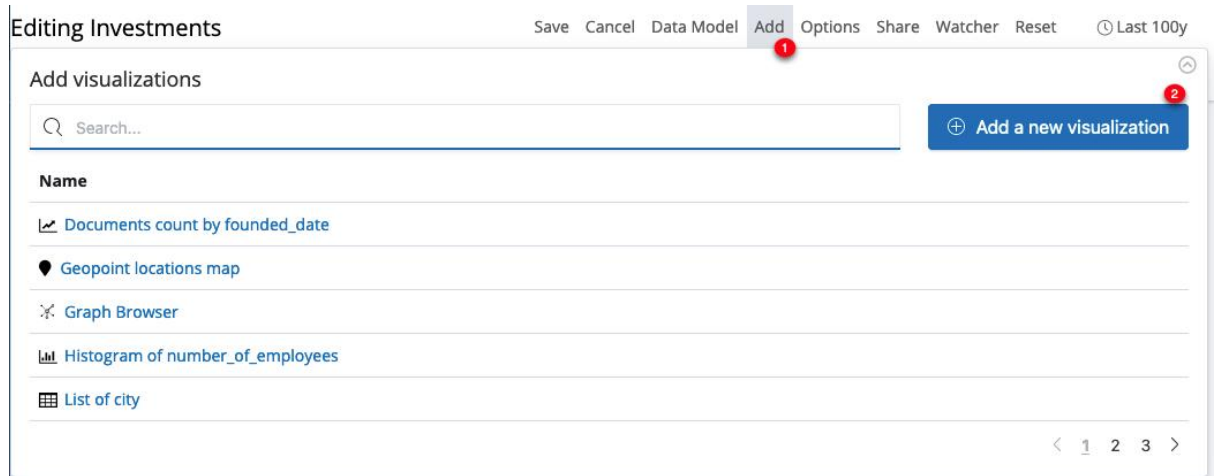 Editing Investments Save Cancel Data Model Add Options Share Watcher Reset Last 100y
1
Add visualizations
2
Search... Add a new visualization
Name
Documents count by founded_date
Geopoint locations map
Graph Browser
Histogram of number_of_employees
List of city
< 1 2 3 >